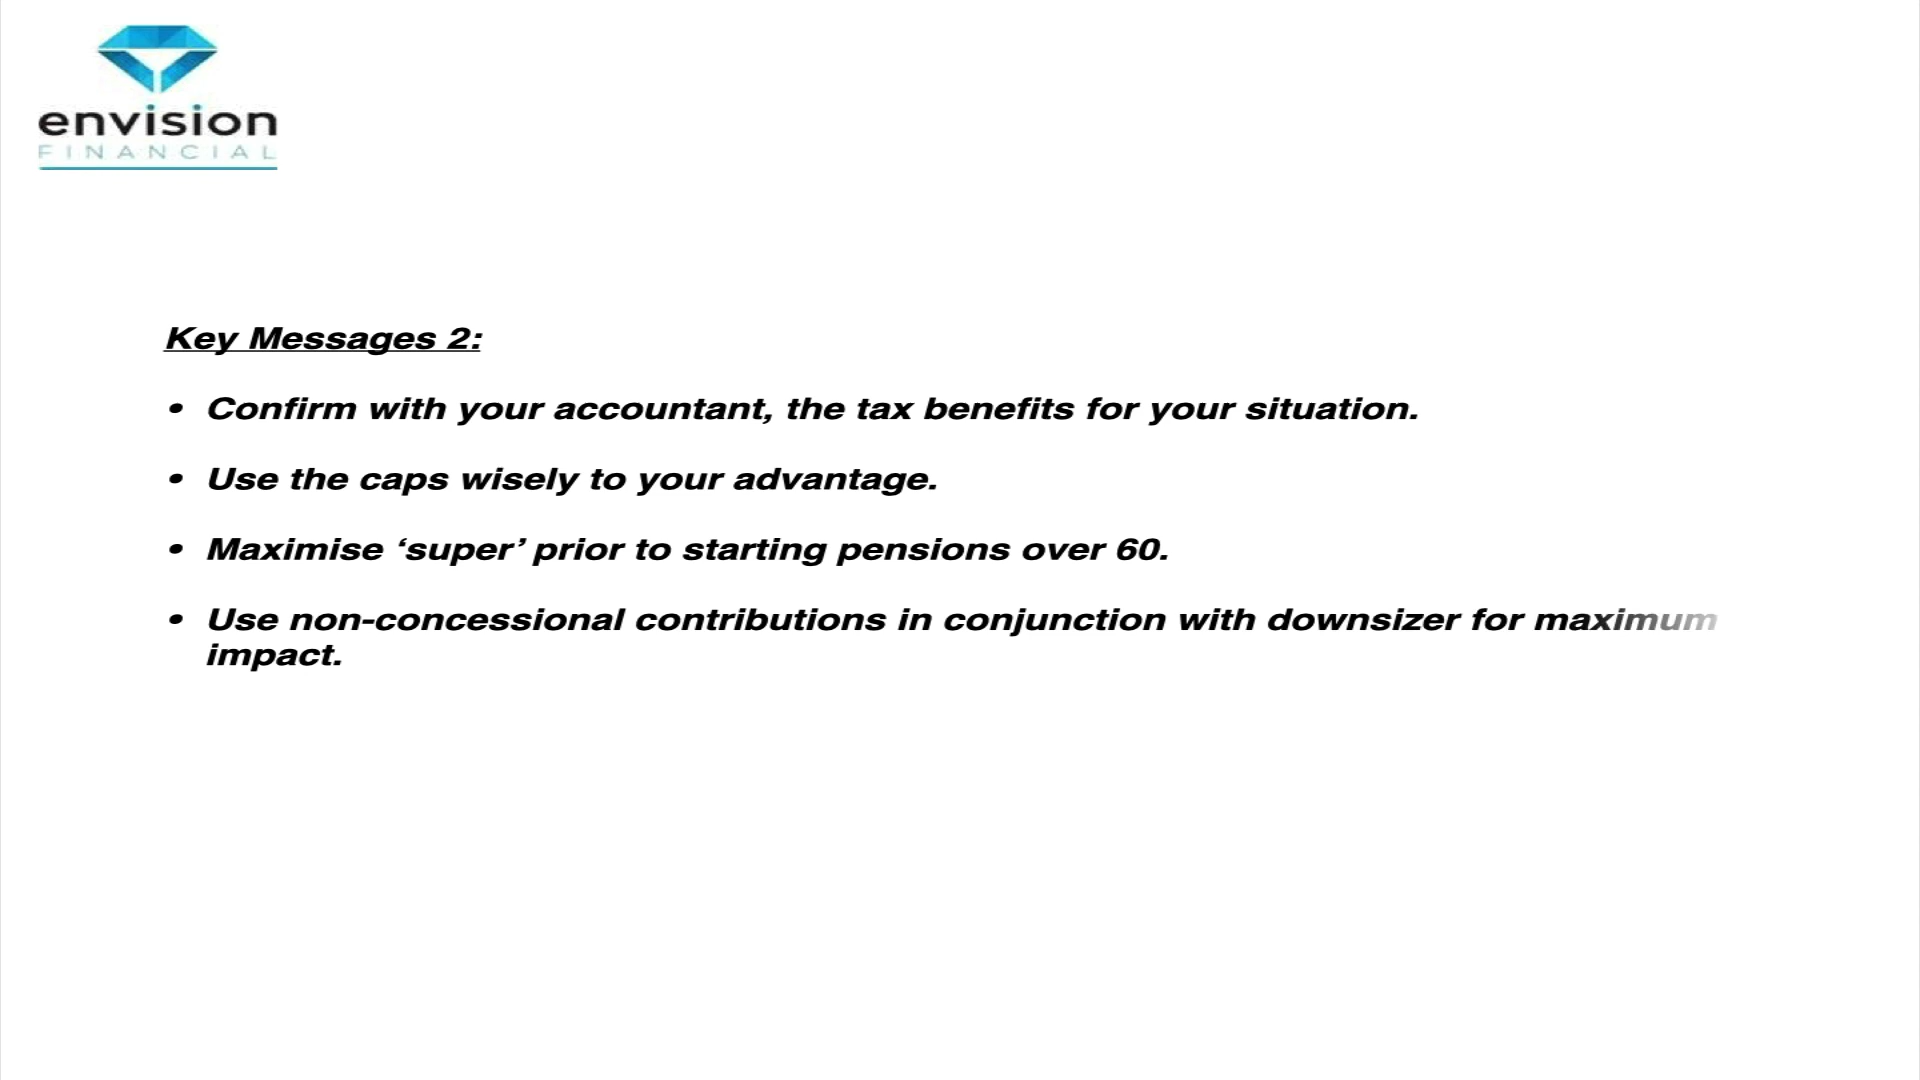 envision
FINANCIAL
Key Messages 2:
• Confirm with your accountant, the tax benefits for your situation.
• Use the caps wisely to your advantage.
• Maximise ‘super’ prior to starting pensions over 60.
• Use non-concessional contributions in conjunction with downsizer for maximum
impact.